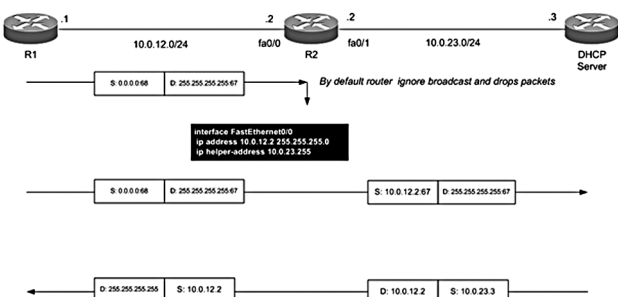 .1
.2
.2
.3
10.0.12.0/24
fa0/0
fa0/1
10.0.23.0/24
R1
R2
DHCP
Server
S: 0.0.0.0:68
D: 255.255.255.255:67
By default router ignore broadcast and drops packets
interface FastEthernet0/0
ip address 10.0.12.2 255.255.255.0
ip helper-address 10.0.23.255
S: 0.0.0.0:68
D: 255.255.255.255:67
S: 10.0.12.2:67
D: 255.255.255.255:67
D: 255.255.255.255
S: 10.0.12.2
D: 10.0.12.2
S: 10.0.23.3